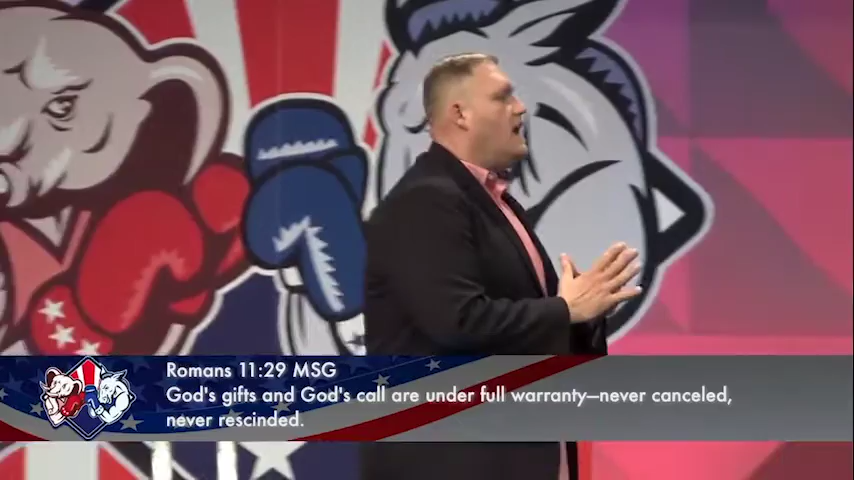 Romans 11:29 MSG
God's gifts and God's call are under full warranty—never canceled,
never rescinded.